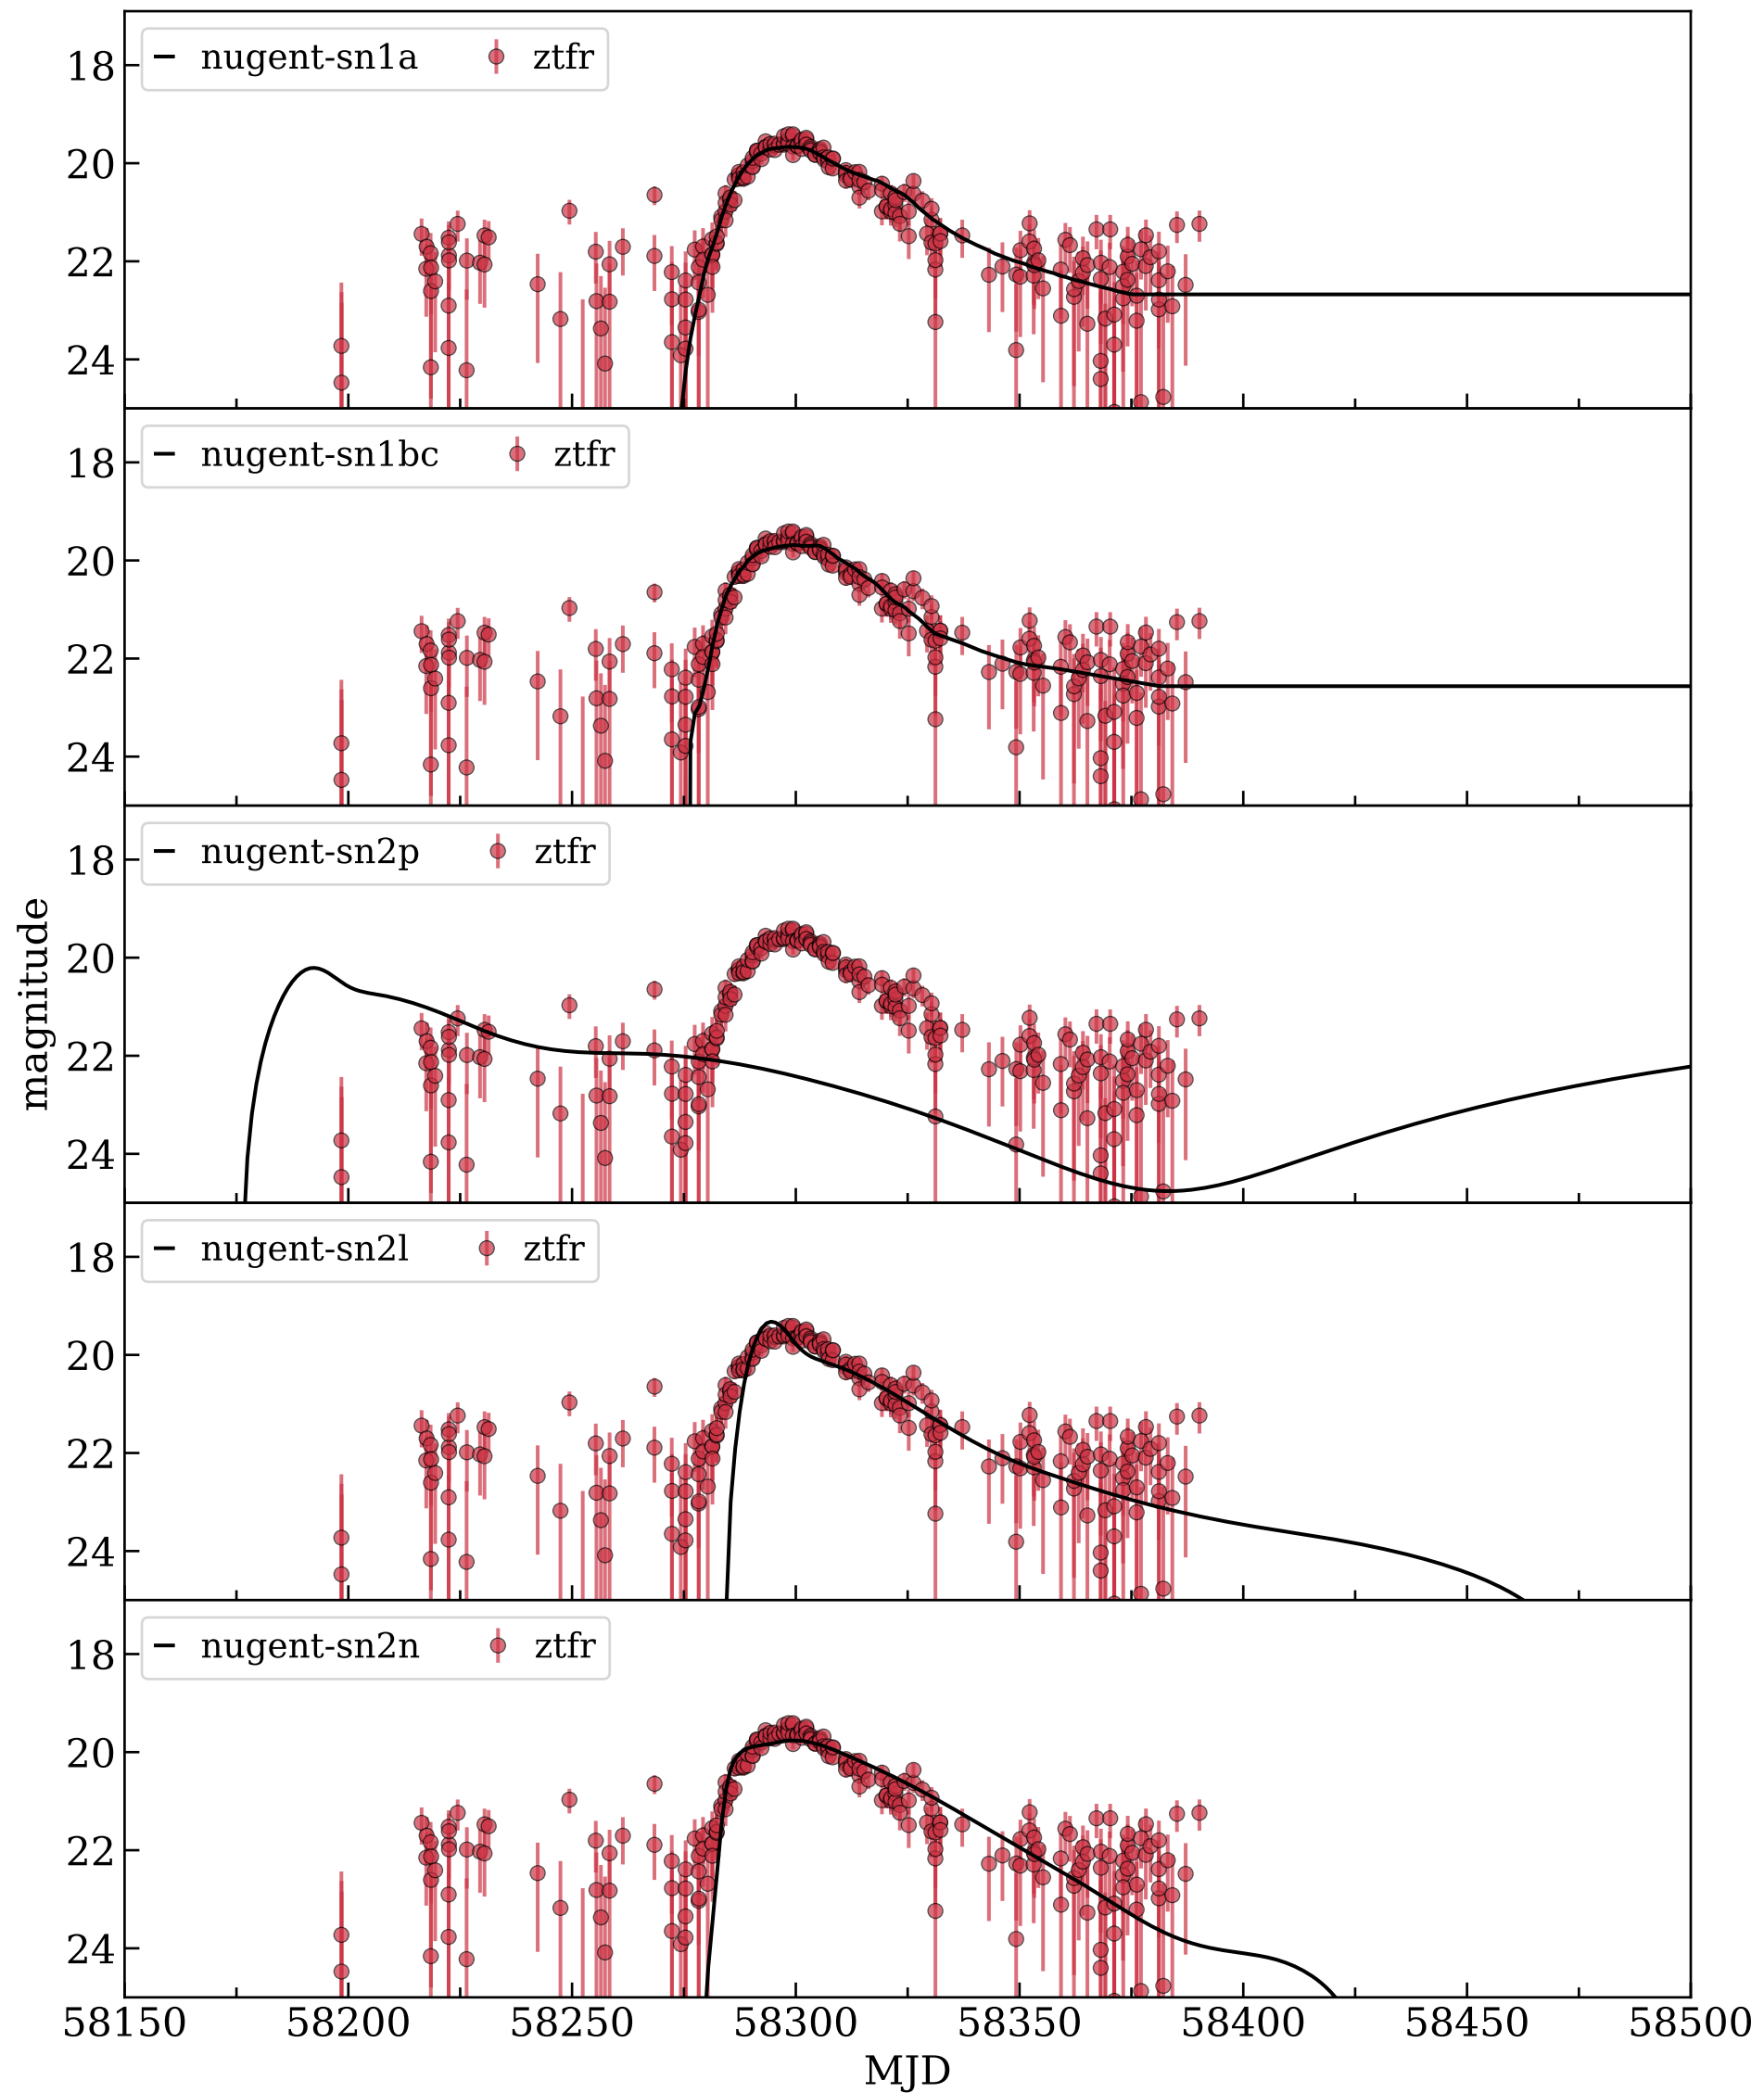 nugent-sn1a ztfr
18
20
22
24
nugent-sn1bc ztfr
18
20
22
24
nugent-sn2p ztfr
18
20
22
24
magnitude
nugent-sn2l ztfr
18
20
22
24
nugent-sn2n ztfr
18
20
22
24
58150 58200 58250 58300 58350 58400 58450 58500
MJD